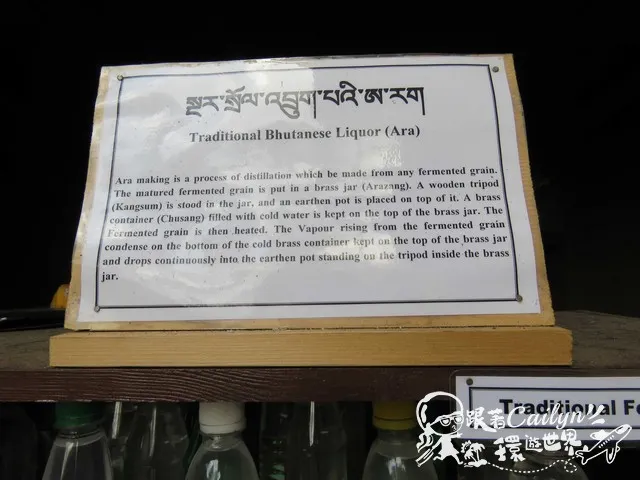 སྔར་སྲོལ་འབྲུག་པའི་ཨ་རག
Traditional Bhutanese Liquor (Ara)
Ara making is a process of distillation which be made from any fermented grain.
The matured fermented grain is put in a brass jar (Arazang). A wooden tripod
(Kangsum) is stood in the jar, and an earthen pot is placed on top of it. A brass
container (Chusang) filled with cold water is kept on the top of the brass jar. The
Fermented grain is then heated. The Vapour rising from the fermented grain
condense on the bottom of the cold brass container kept on the top of the brass jar
and drops continuously into the earthen pot standing on the tripod inside the brass
jar.
Traditional Fe
跟著Cailyn
環遊世界